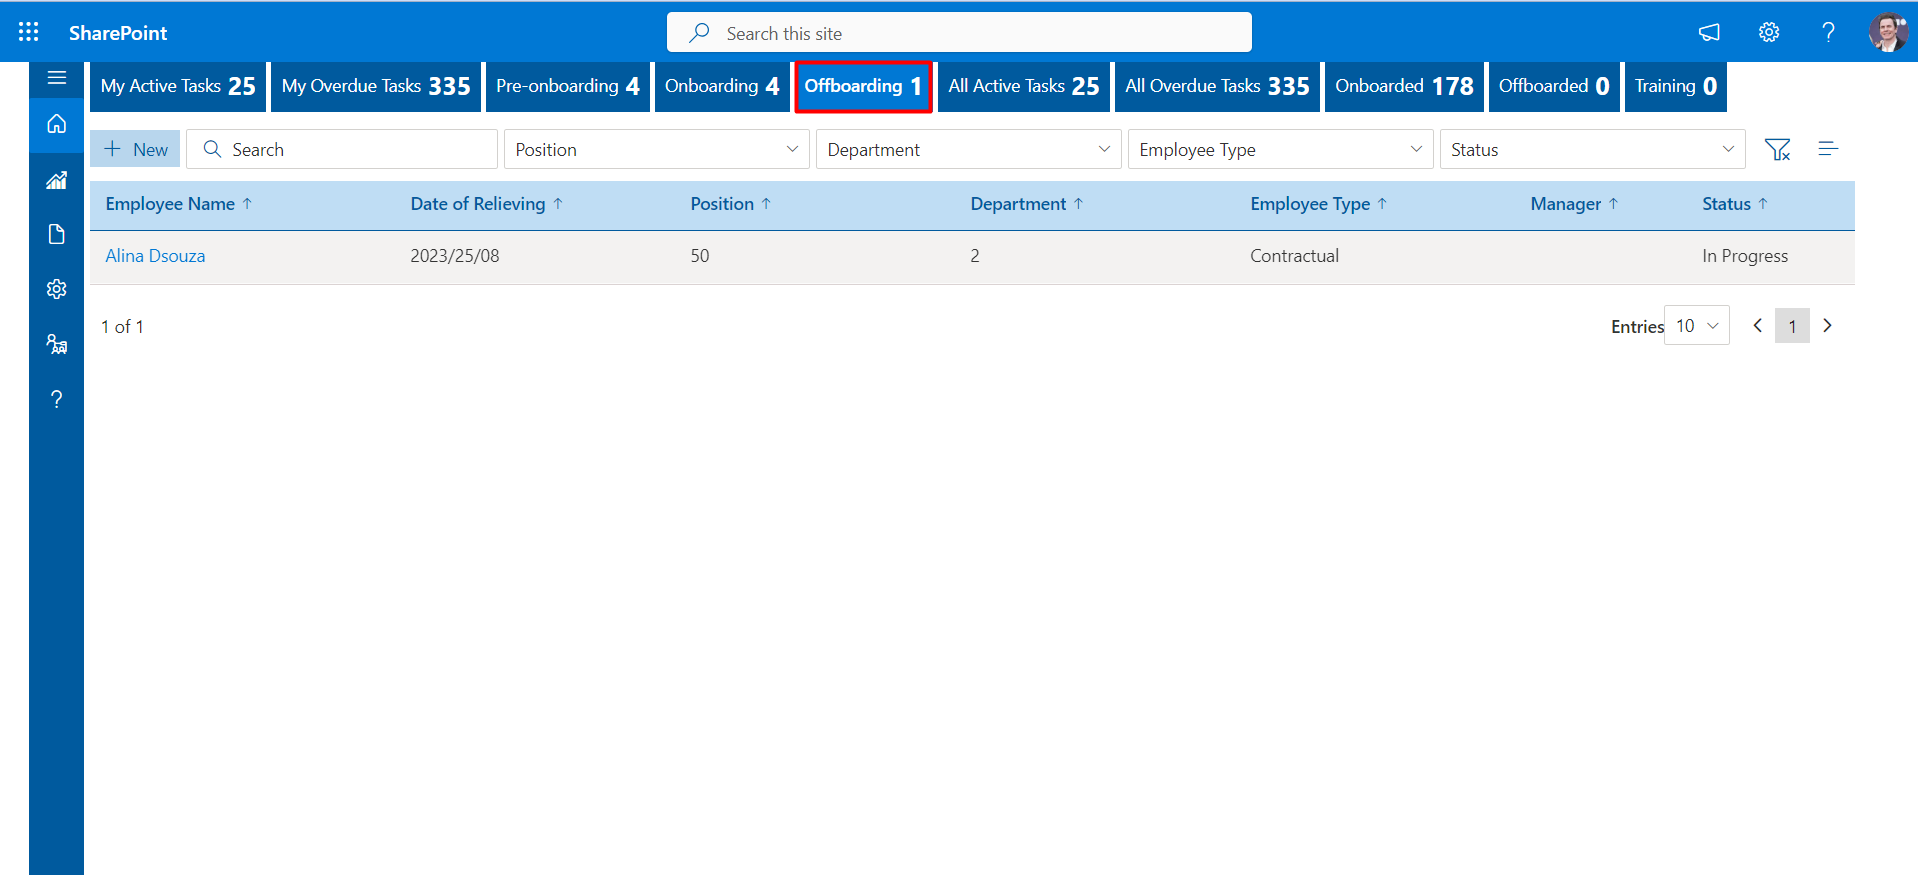 SharePoint
Search this site
My Active Tasks 25 My Overdue Tasks 335 Pre-onboarding 4 Onboarding 4 Offboarding 1 All Active Tasks 25 All Overdue Tasks 335 Onboarded 178 Offboarded 0 Training 0
+ New Search Position Department Employee Type Status
Employee Name ↑ Date of Relieving ↑ Position ↑ Department ↑ Employee Type ↑ Manager ↑ Status ↑
Alina Dsouza 2023/25/08 50 2 Contractual In Progress
1 of 1 Entries 10 1